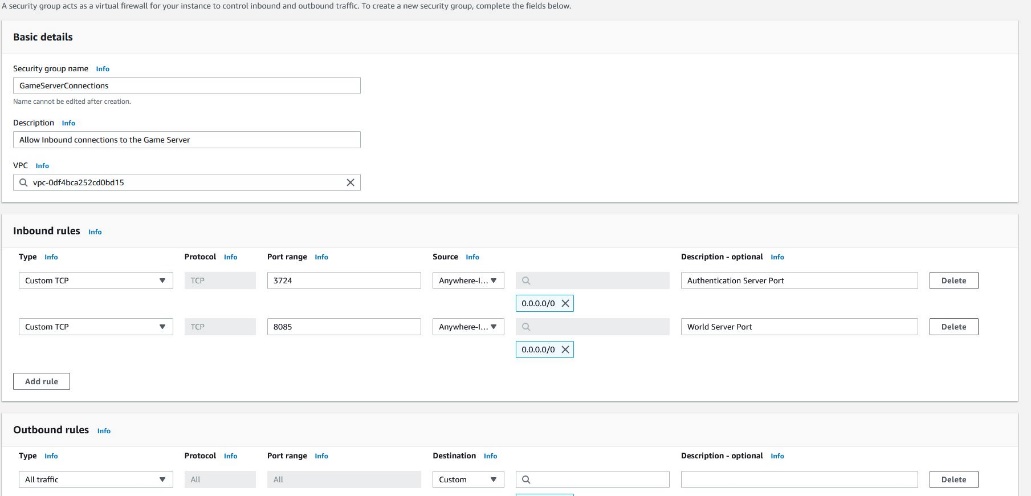 A security group acts as a virtual firewall for your instance to control inbound and outbound traffic. To create a new security group, complete the fields below.
Basic details
Security group name Info
GameServerConnections
Name cannot be edited after creation.
Description Info
Allow Inbound connections to the Game Server
VPC Info
vpc-0df4bca252cd0bd15
Inbound rules Info
Type Info Protocol Info Port range Info Source Info Description - optional Info
Custom TCP TCP 3724 Anywhere-I... Authentication Server Port Delete
0.0.0.0/0
Custom TCP TCP 8085 Anywhere-I... World Server Port Delete
0.0.0.0/0
Add rule
Outbound rules Info
Type Info Protocol Info Port range Info Destination Info Description - optional Info
All traffic All All Custom Delete